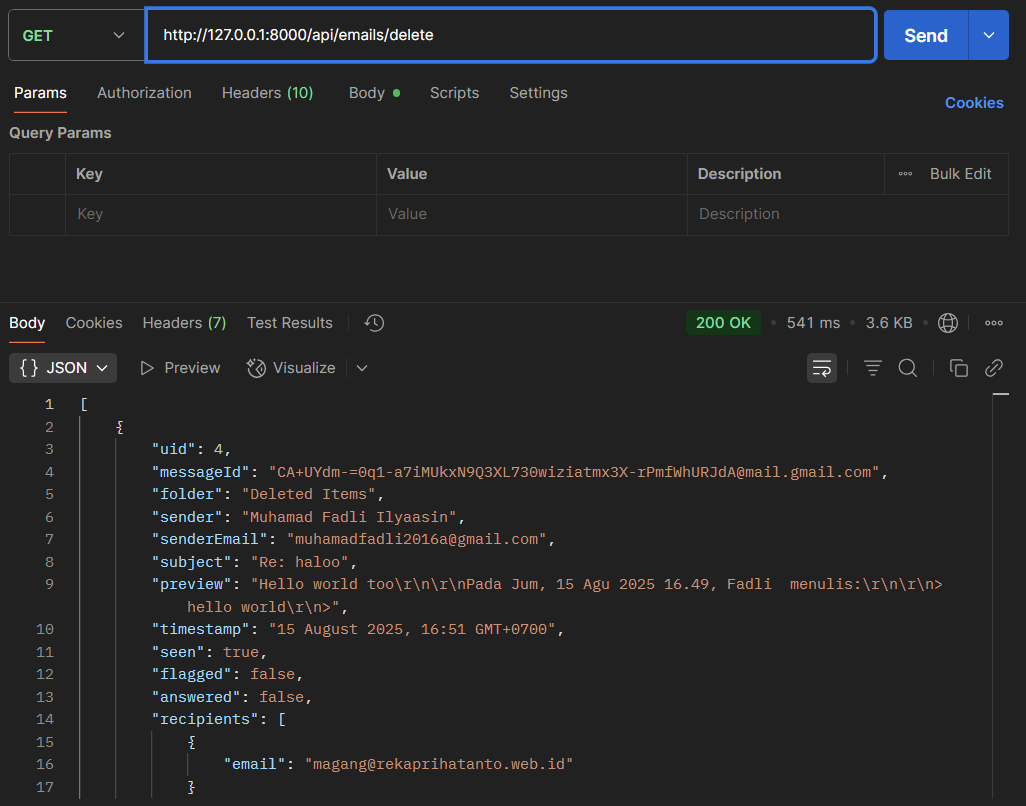 GET
http://127.0.0.1:8000/api/emails/delete
Send
Params Authorization Headers (10) Body Scripts Settings
Cookies
Query Params
Key Value Description Bulk Edit
Key Value Description
Body Cookies Headers (7) Test Results
200 OK 541 ms 3.6 KB
{} JSON Preview Visualize
1 [
2 {
3 "uid": 4,
4 "messageId": "CA+UYdm-=0q1-a7iMUkxN9Q3XL730wiziatmx3X-rPmfWhURJdA@mail.gmail.com",
5 "folder": "Deleted Items",
6 "sender": "Muhamad Fadli Ilyaasin",
7 "senderEmail": "muhamadfadli2016a@gmail.com",
8 "subject": "Re: haloo",
9 "preview": "Hello world too\r\n\r\nPada Jum, 15 Agu 2025 16.49, Fadli  menulis:\r\n\r\n>
hello world\r\n>",
10 "timestamp": "15 August 2025, 16:51 GMT+0700",
11 "seen": true,
12 "flagged": false,
13 "answered": false,
14 "recipients": [
15 {
16 "email": "magang@rekaprihatanto.web.id"
17 }